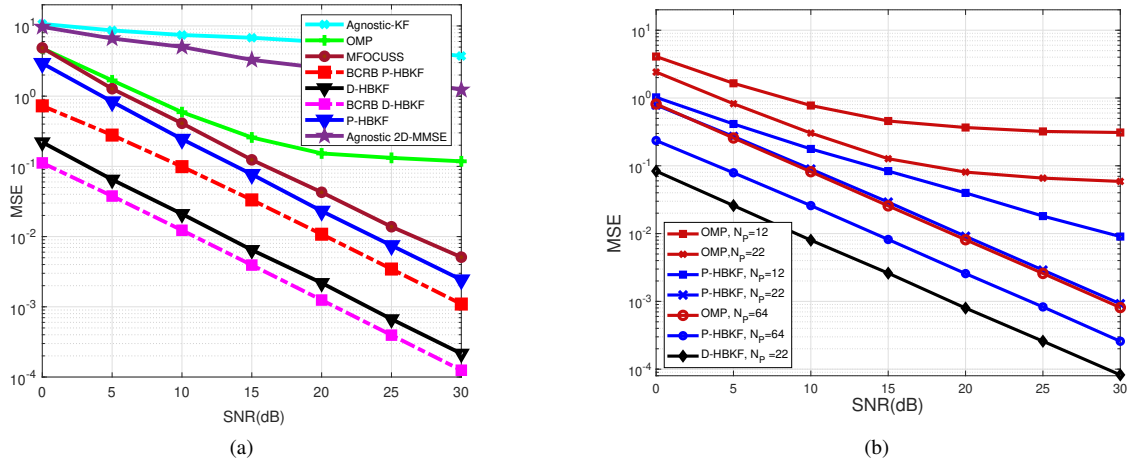 10^1
10^0
10^-1
10^-2
10^-3
10^-4
MSE
0 5 10 15 20 25 30
SNR(dB)
Agnostic-KF
OMP
MFOCUSS
BCRB P-HBKF
D-HBKF
BCRB D-HBKF
P-HBKF
Agnostic 2D-MMSE
(a)
10^1
10^0
10^-1
10^-2
10^-3
10^-4
MSE
0 5 10 15 20 25 30
SNR(dB)
OMP, N_P=12
OMP,N_P=22
P-HBKF, N_P=12
P-HBKF, N_P=22
OMP, N_P=64
P-HBKF, N_P=64
D-HBKF, N_P =22
(b)